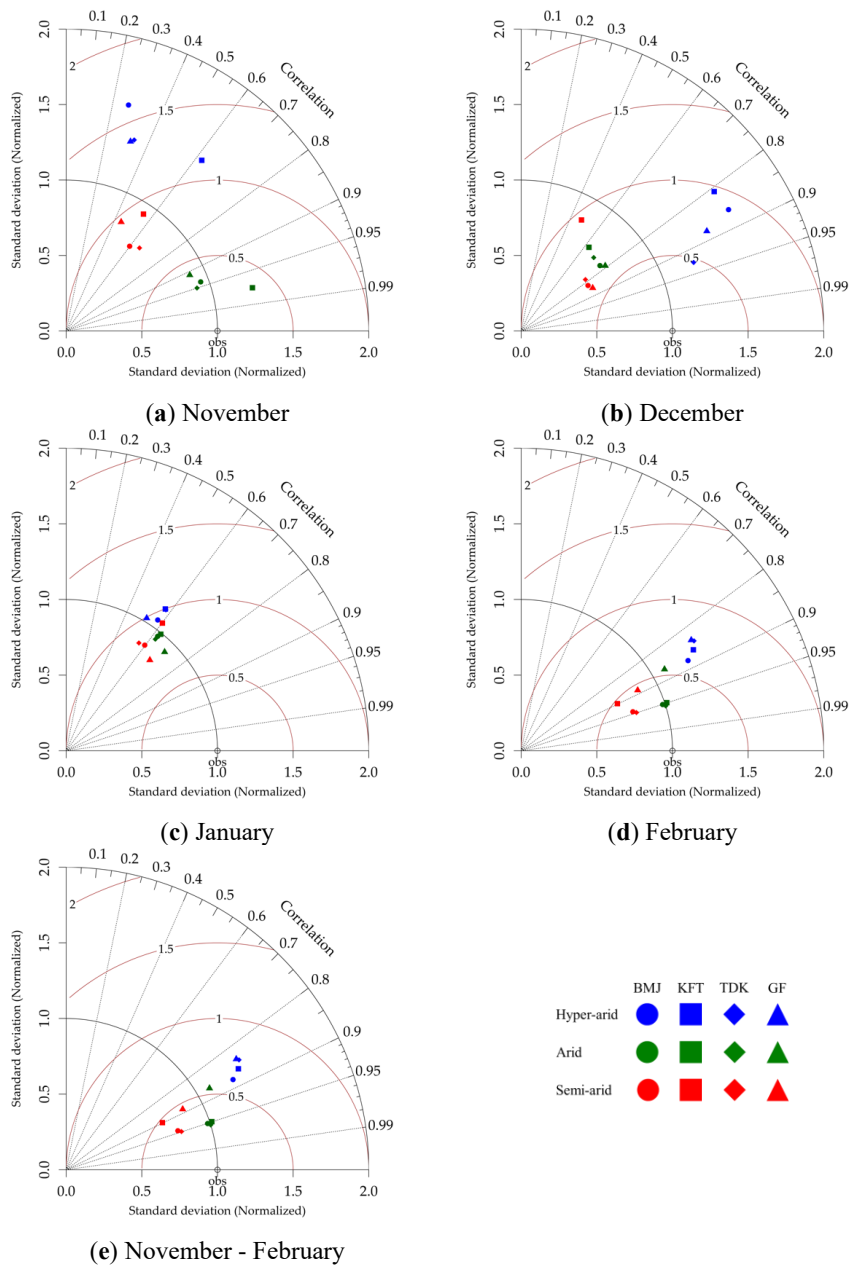 0.1 0.2 0.3 0.4 0.5 0.6 0.7 0.8 0.9 0.95 0.99
Correlation
2.0
1.5
1.0
0.5
0.0
Standard deviation (Normalized)
2
1.5
1
0.5
obs
0.0 0.5 1.0 1.5 2.0
Standard deviation (Normalized)
(a) November
0.1 0.2 0.3 0.4 0.5 0.6 0.7 0.8 0.9 0.95 0.99
Correlation
2.0
1.5
1.0
0.5
0.0
Standard deviation (Normalized)
2
1.5
1
0.5
obs
0.0 0.5 1.0 1.5 2.0
Standard deviation (Normalized)
(b) December
0.1 0.2 0.3 0.4 0.5 0.6 0.7 0.8 0.9 0.95 0.99
Correlation
2.0
1.5
1.0
0.5
0.0
Standard deviation (Normalized)
2
1.5
1
0.5
obs
0.0 0.5 1.0 1.5 2.0
Standard deviation (Normalized)
(c) January
0.1 0.2 0.3 0.4 0.5 0.6 0.7 0.8 0.9 0.95 0.99
Correlation
2.0
1.5
1.0
0.5
0.0
Standard deviation (Normalized)
2
1.5
1
0.5
obs
0.0 0.5 1.0 1.5 2.0
Standard deviation (Normalized)
(d) February
0.1 0.2 0.3 0.4 0.5 0.6 0.7 0.8 0.9 0.95 0.99
Correlation
2.0
1.5
1.0
0.5
0.0
Standard deviation (Normalized)
2
1.5
1
0.5
obs
0.0 0.5 1.0 1.5 2.0
Standard deviation (Normalized)
(e) November - February
BMJ KFT TDK GF
Hyper-arid
Arid
Semi-arid